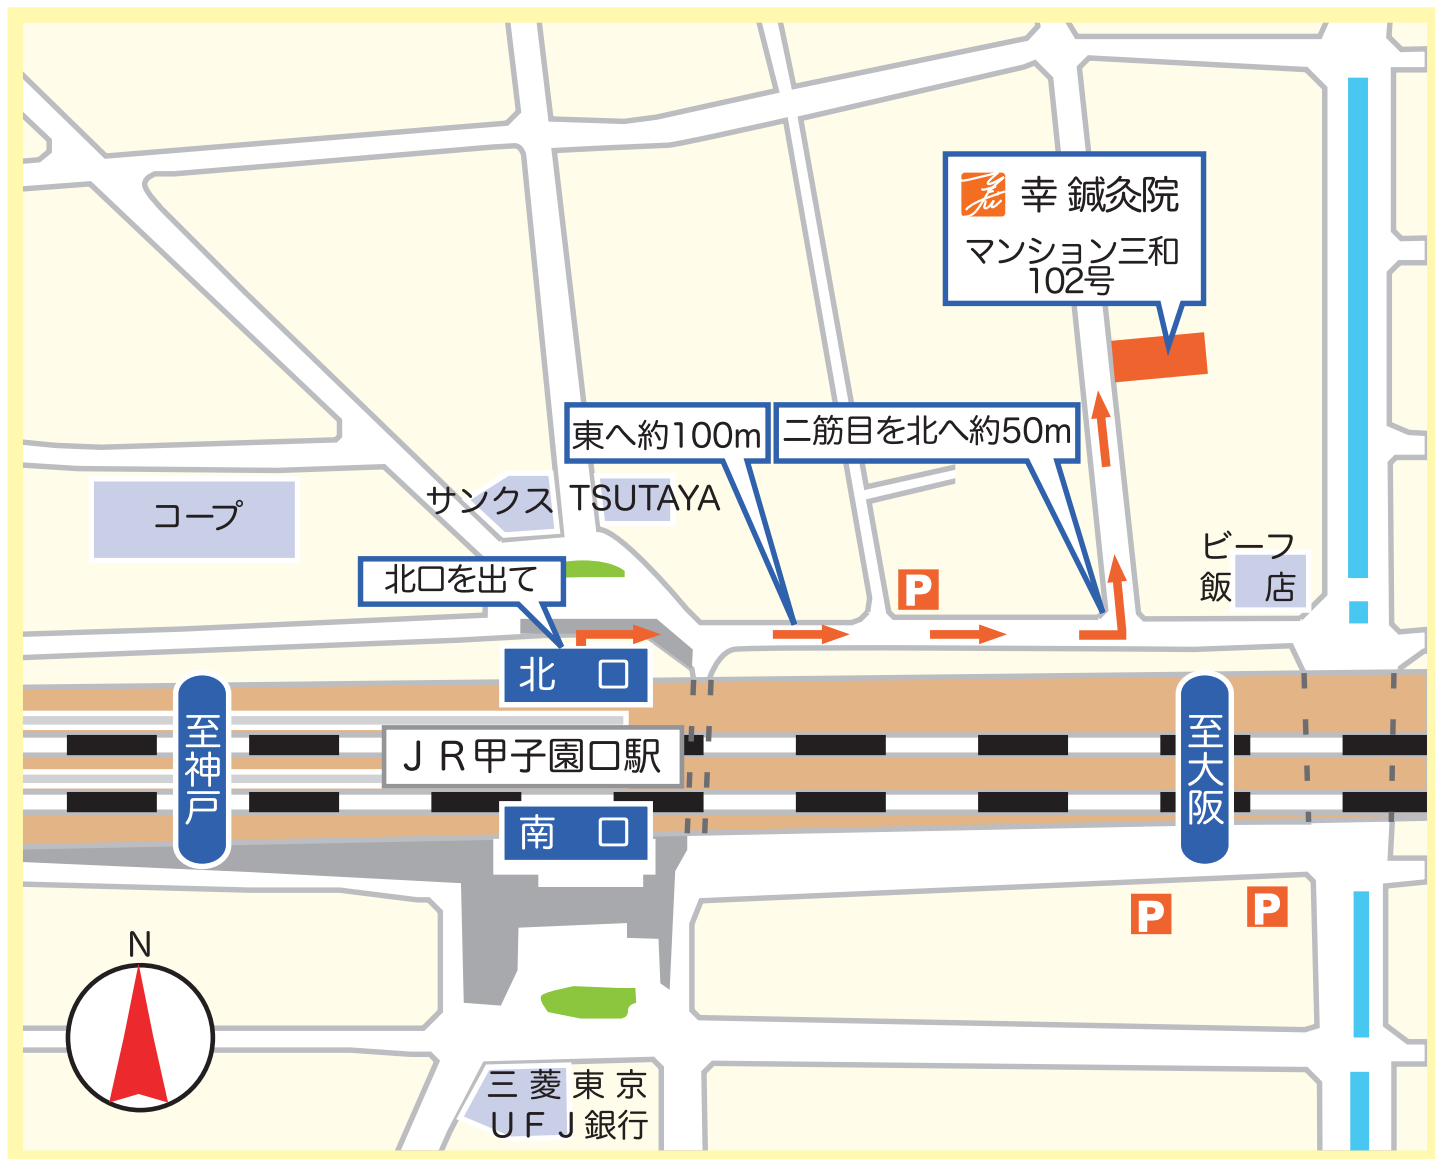 幸 鍼灸院
マンション三和
102号
東へ約100m
二筋目を北へ約50m
サンクス
TSUTAYA
コープ
ビーフ
飯 店
北口を出て
P
北 口
至神戸
JR甲子園口駅
至大阪
南 口
P
P
N
三菱東京
UFJ銀行